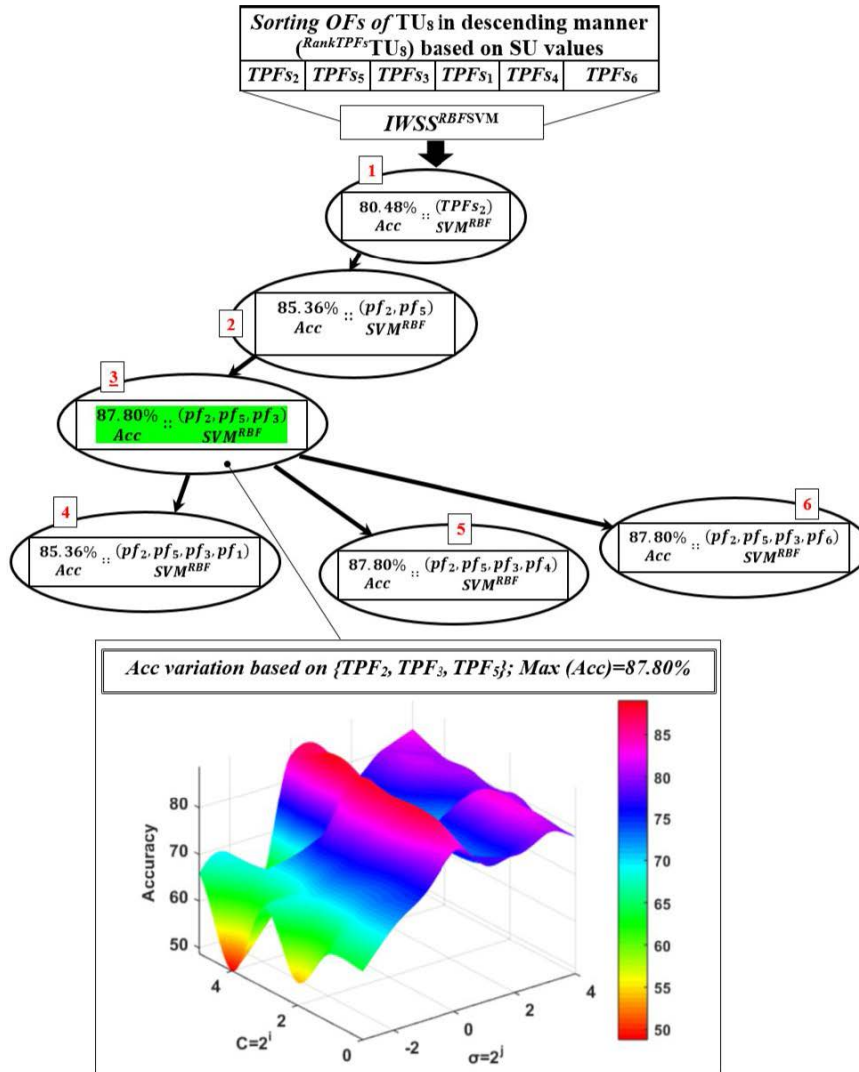 Sorting OFs of TU₈ in descending manner
(ᴿᵃⁿᵏᵀᴾᶠˢTU₈) based on SU values
TPFs₂ TPFs₅ TPFs₃ TPFs₁ TPFs₄ TPFs₆
IWSSᴿᴮᶠˢⱽᴹ
1
80.48% :: (TPFs₂)
Acc SVMᴿᴮᶠ
2
85.36% :: (pf₂, pf₅)
Acc SVMᴿᴮᶠ
3
87.80% :: (pf₂, pf₅, pf₃)
Acc SVMᴿᴮᶠ
4
85.36% :: (pf₂, pf₅, pf₃, pf₁)
Acc SVMᴿᴮᶠ
5
87.80% :: (pf₂, pf₅, pf₃, pf₄)
Acc SVMᴿᴮᶠ
6
87.80% :: (pf₂, pf₅, pf₃, pf₆)
Acc SVMᴿᴮᶠ
Acc variation based on {TPF₂, TPF₃, TPF₅}; Max (Acc)=87.80%
Accuracy
80
70
60
50
4
2
0
C=2ⁱ
-2
0
2
4
σ=2ʲ
85
80
75
70
65
60
55
50